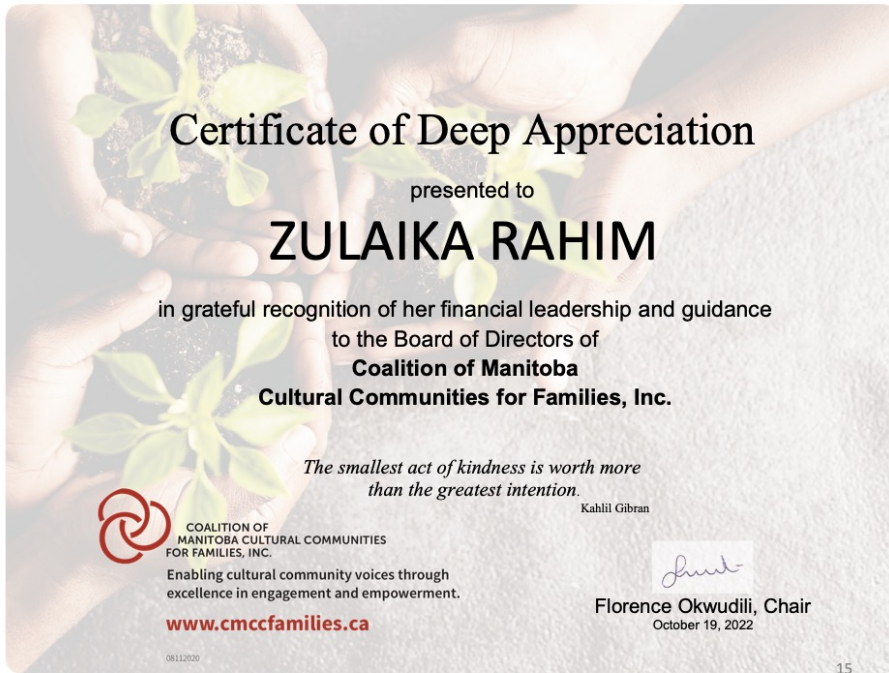 Certificate of Deep Appreciation
presented to
ZULAIKA RAHIM
in grateful recognition of her financial leadership and guidance
to the Board of Directors of
Coalition of Manitoba
Cultural Communities for Families, Inc.
The smallest act of kindness is worth more
than the greatest intention.
Kahlil Gibran
COALITION OF
MANITOBA CULTURAL COMMUNITIES
FOR FAMILIES, INC.
Enabling cultural community voices through
excellence in engagement and empowerment.
www.cmccfamilies.ca
Florence Okwudili, Chair
October 19, 2022
08112020
15